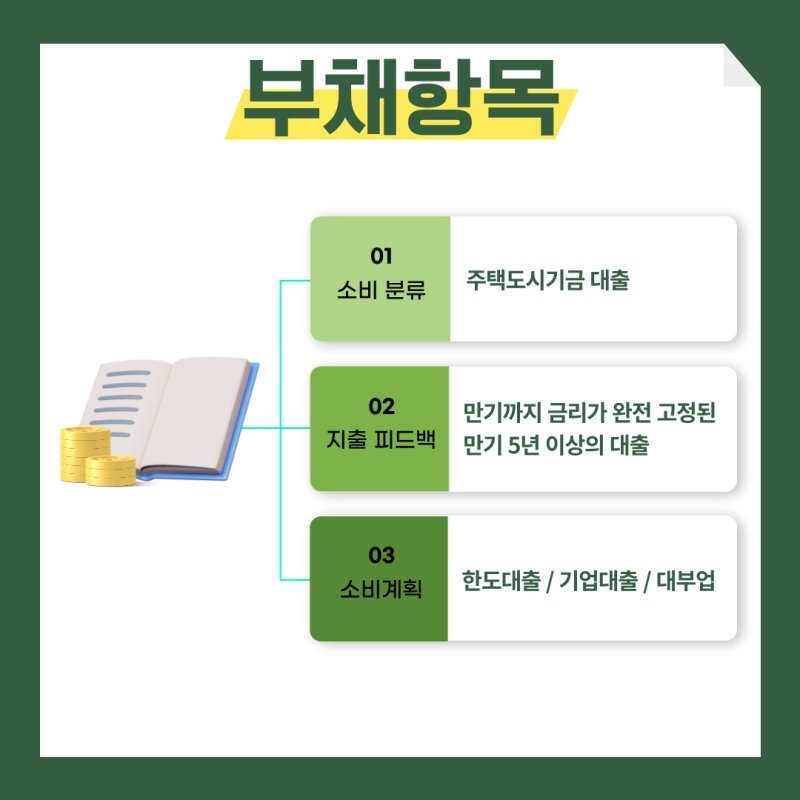 부채항목
01
소비 분류
주택도시기금 대출
02
지출 피드백
만기까지 금리가 완전 고정된
만기 5년 이상의 대출
03
소비계획
한도대출 / 기업대출 / 대부업